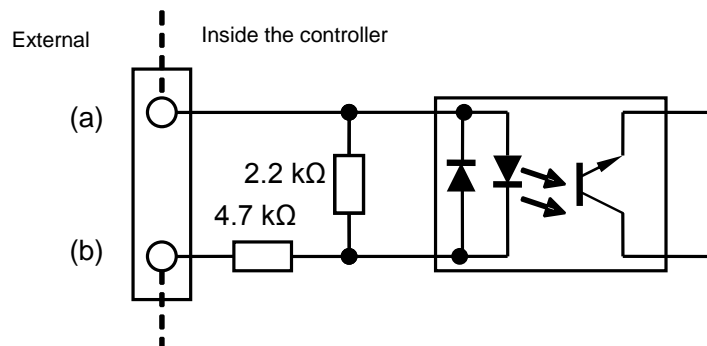 External
Inside the controller
(a)
2.2 kΩ
4.7 kΩ
(b)